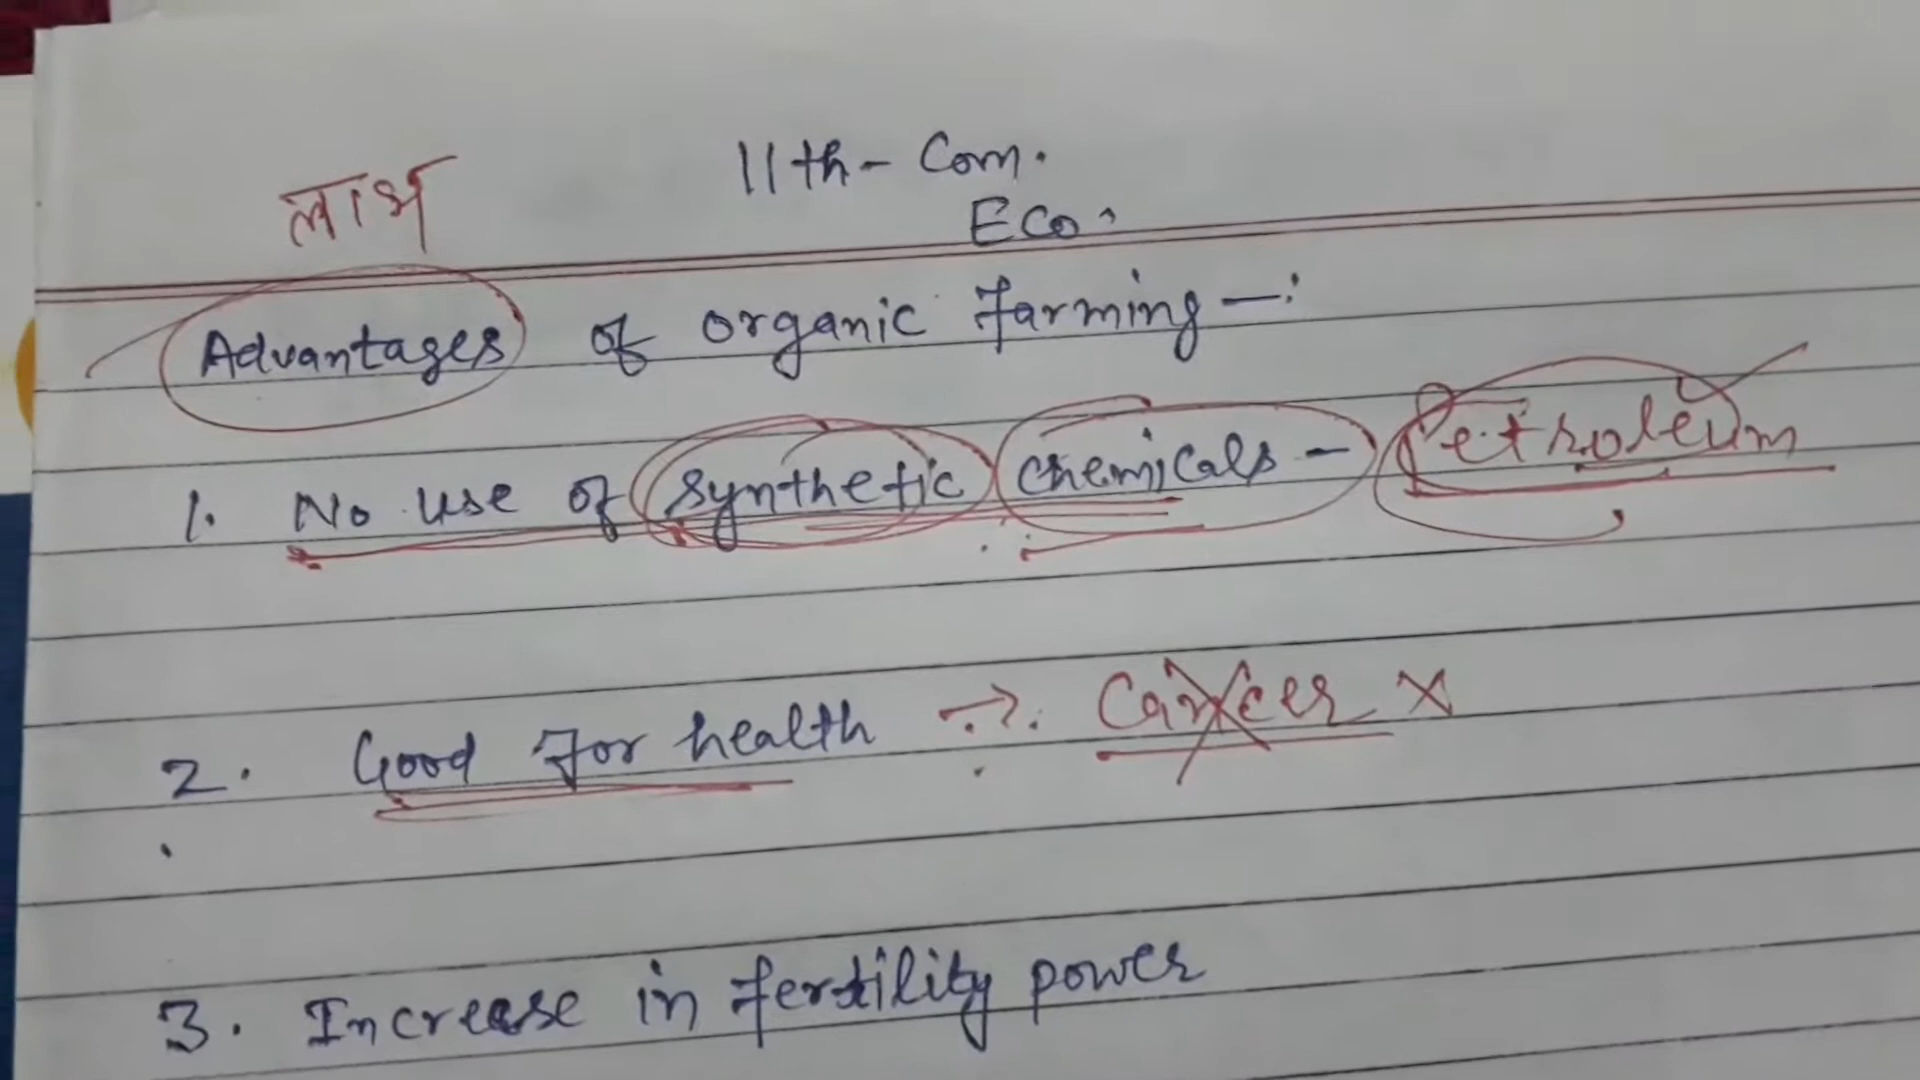 11th - Com.
लाभ
Eco.
Advantages of organic farming -:
1. No use of synthetic chemicals - Petroleum
2. Good for health → Cancer x
3. Increase in fertility power